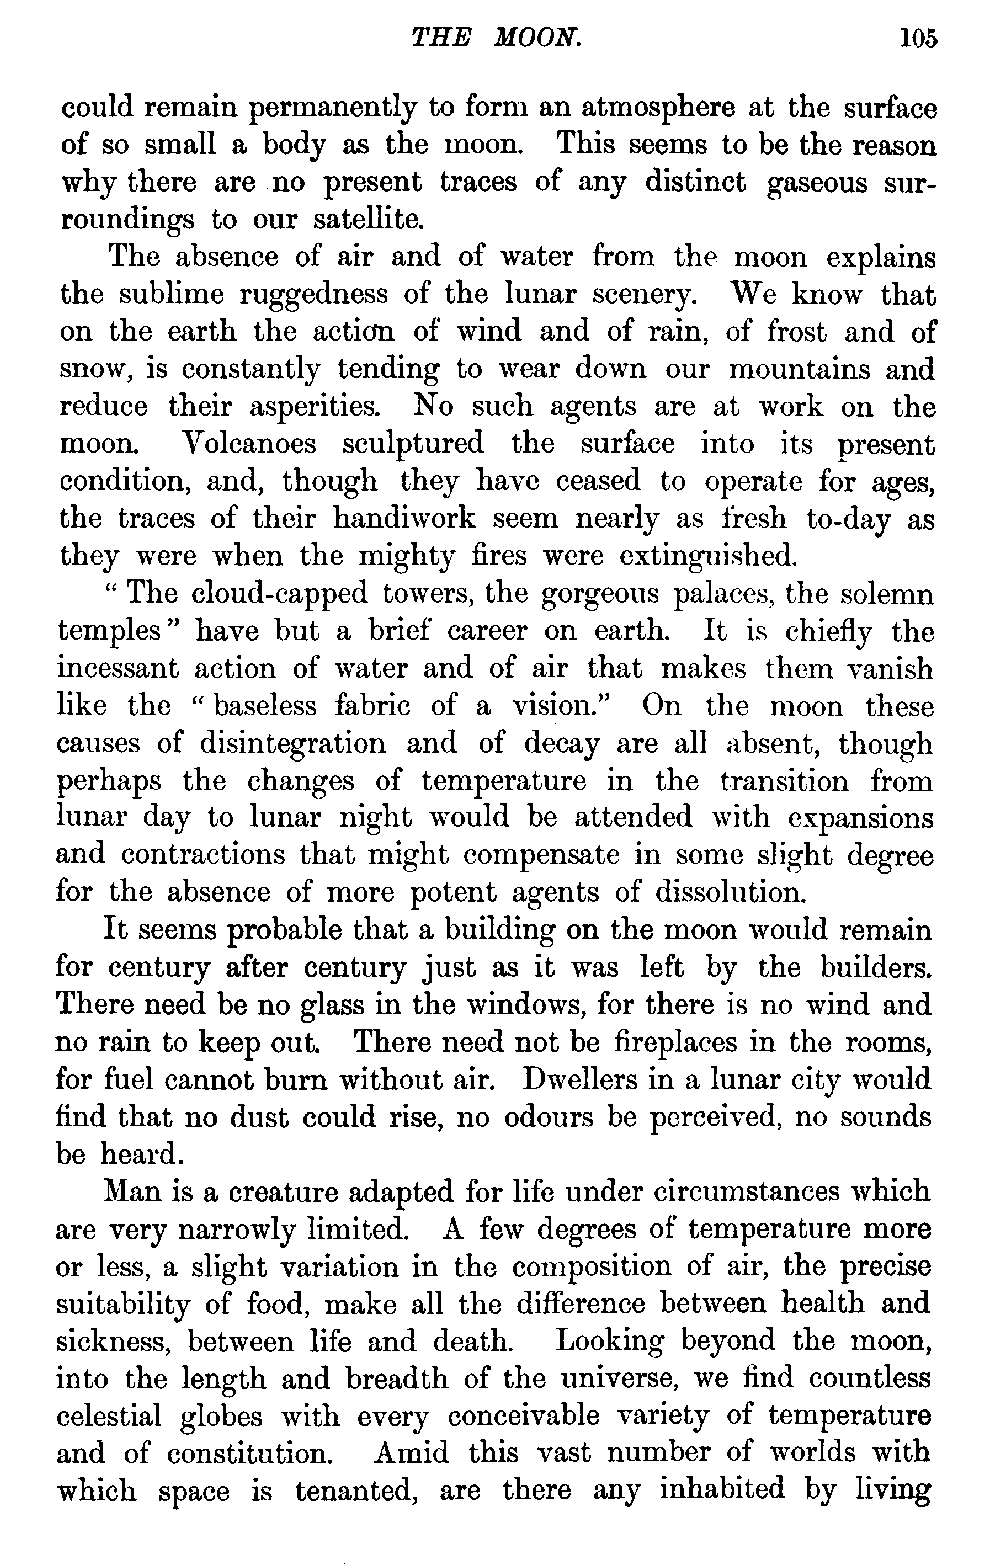 THE MOON. 105
could remain permanently to form an atmosphere at the surface
of so small a body as the moon. This seems to be the reason
why there are no present traces of any distinct gaseous sur-
roundings to our satellite.
The absence of air and of water from the moon explains
the sublime ruggedness of the lunar scenery. We know that
on the earth the action of wind and of rain, of frost and of
snow, is constantly tending to wear down our mountains and
reduce their asperities. No such agents are at work on the
moon. Volcanoes sculptured the surface into its present
condition, and, though they have ceased to operate for ages,
the traces of their handiwork seem nearly as fresh to-day as
they were when the mighty fires were extinguished.
“ The cloud-capped towers, the gorgeous palaces, the solemn
temples” have but a brief career on earth. It is chiefly the
incessant action of water and of air that makes them vanish
like the “ baseless fabric of a vision.” On the moon these
causes of disintegration and of decay are all absent, though
perhaps the changes of temperature in the transition from
lunar day to lunar night would be attended with expansions
and contractions that might compensate in some slight degree
for the absence of more potent agents of dissolution.
It seems probable that a building on the moon would remain
for century after century just as it was left by the builders.
There need be no glass in the windows, for there is no wind and
no rain to keep out. There need not be fireplaces in the rooms,
for fuel cannot burn without air. Dwellers in a lunar city would
find that no dust could rise, no odours be perceived, no sounds
be heard.
Man is a creature adapted for life under circumstances which
are very narrowly limited. A few degrees of temperature more
or less, a slight variation in the composition of air, the precise
suitability of food, make all the difference between health and
sickness, between life and death. Looking beyond the moon,
into the length and breadth of the universe, we find countless
celestial globes with every conceivable variety of temperature
and of constitution. Amid this vast number of worlds with
which space is tenanted, are there any inhabited by living